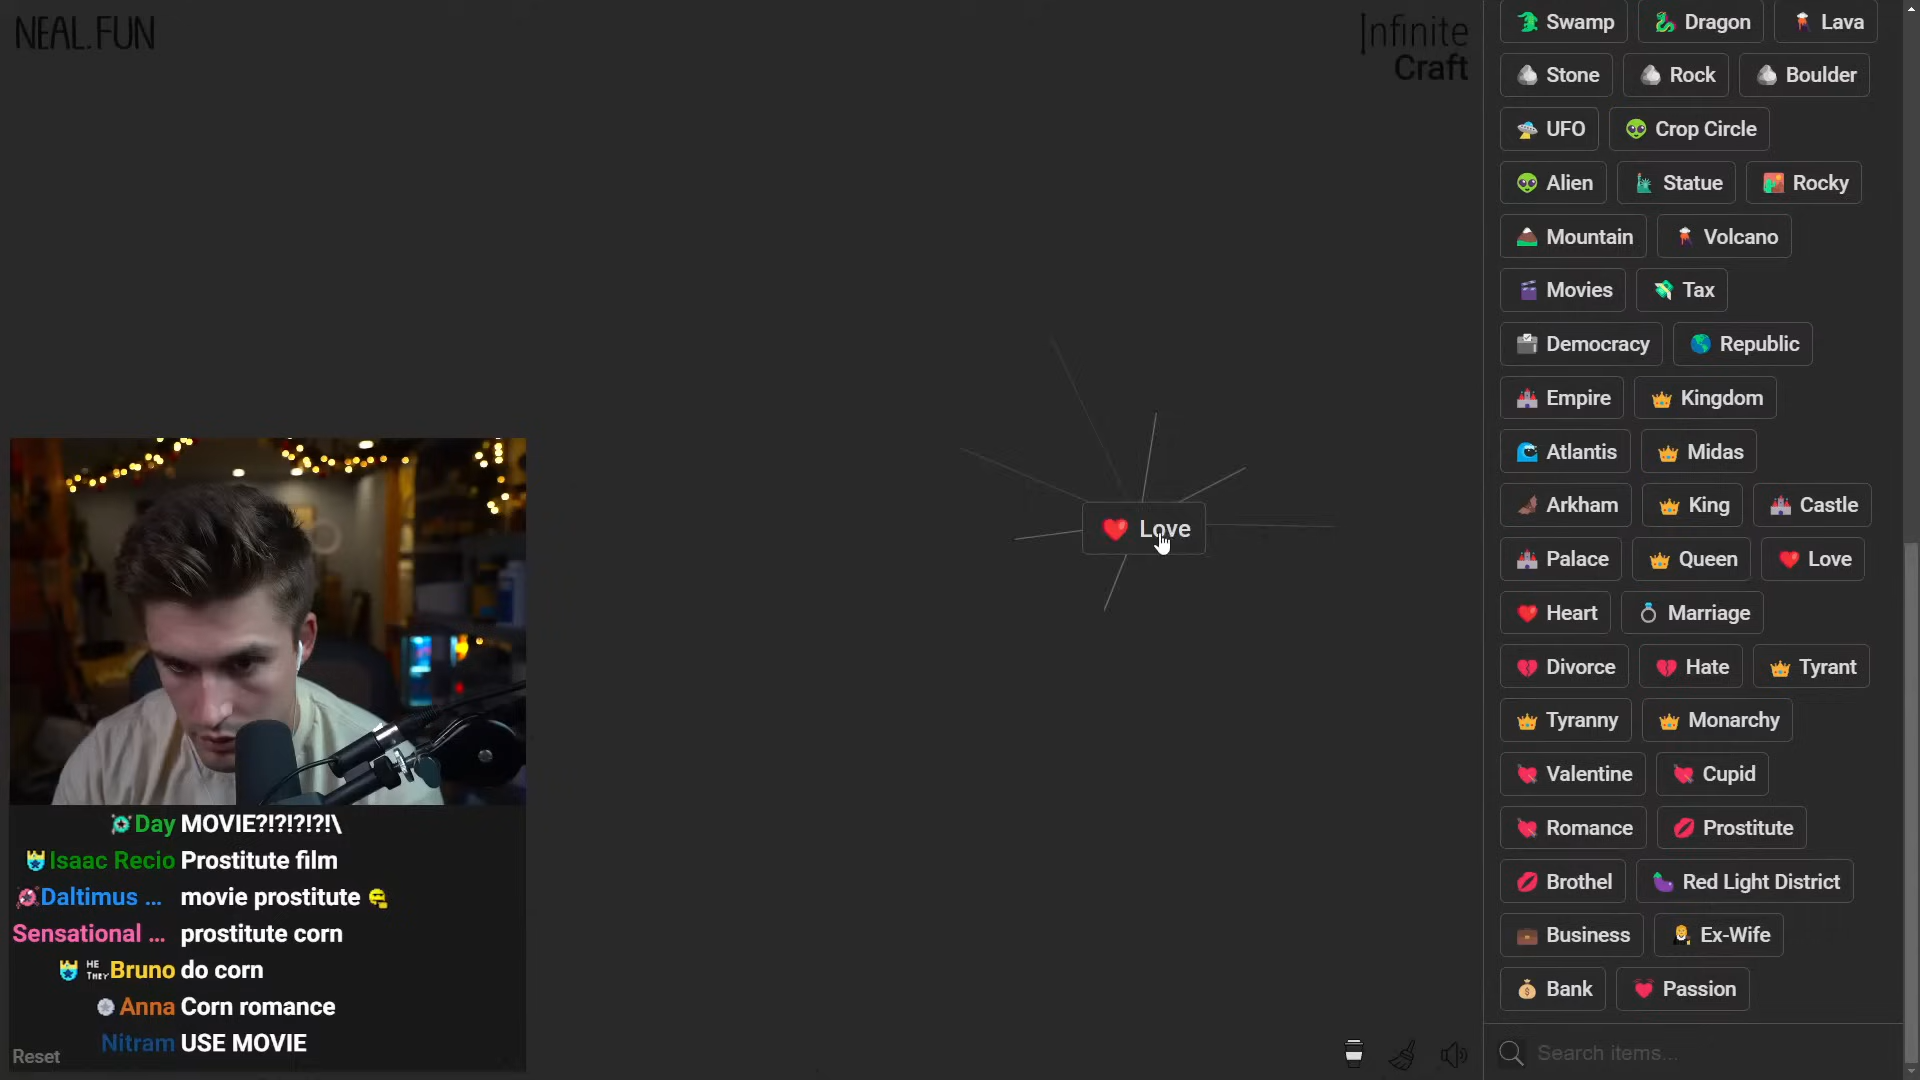 NEAL.FUN
Infinite
Craft
Love
Swamp Dragon Lava
Stone Rock Boulder
UFO Crop Circle
Alien Statue Rocky
Mountain Volcano
Movies Tax
Democracy Republic
Empire Kingdom
Atlantis Midas
Arkham King Castle
Palace Queen Love
Heart Marriage
Divorce Hate Tyrant
Tyranny Monarchy
Valentine Cupid
Romance Prostitute
Brothel Red Light District
Business Ex-Wife
Bank Passion
Search items...
Day MOVIE?!?!?!?!\
Isaac Recio Prostitute film
Daltimus ... movie prostitute
Sensational ... prostitute corn
HE THEY Bruno do corn
Anna Corn romance
Nitram USE MOVIE
Reset